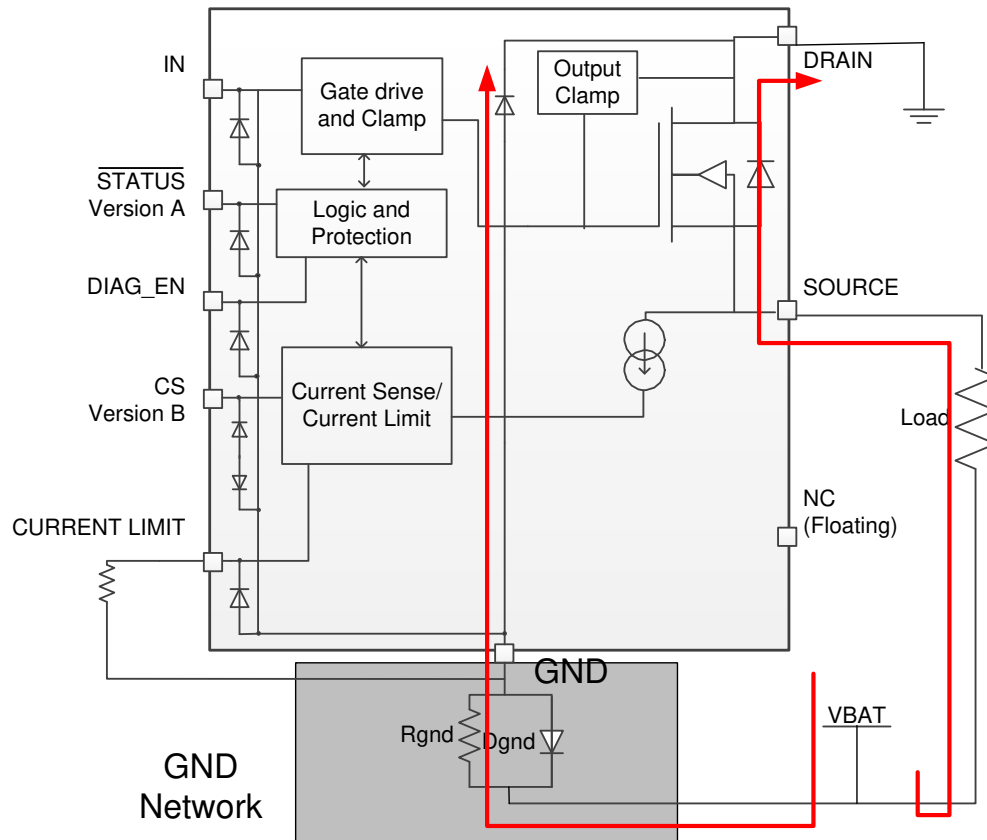 IN
STATUS
Version A
DIAG_EN
CS
Version B
CURRENT LIMIT
Gate drive
and Clamp
Logic and
Protection
Current Sense/
Current Limit
Output
Clamp
DRAIN
SOURCE
Load
NC
(Floating)
GND
Rgnd
Dgnd
VBAT
GND
Network